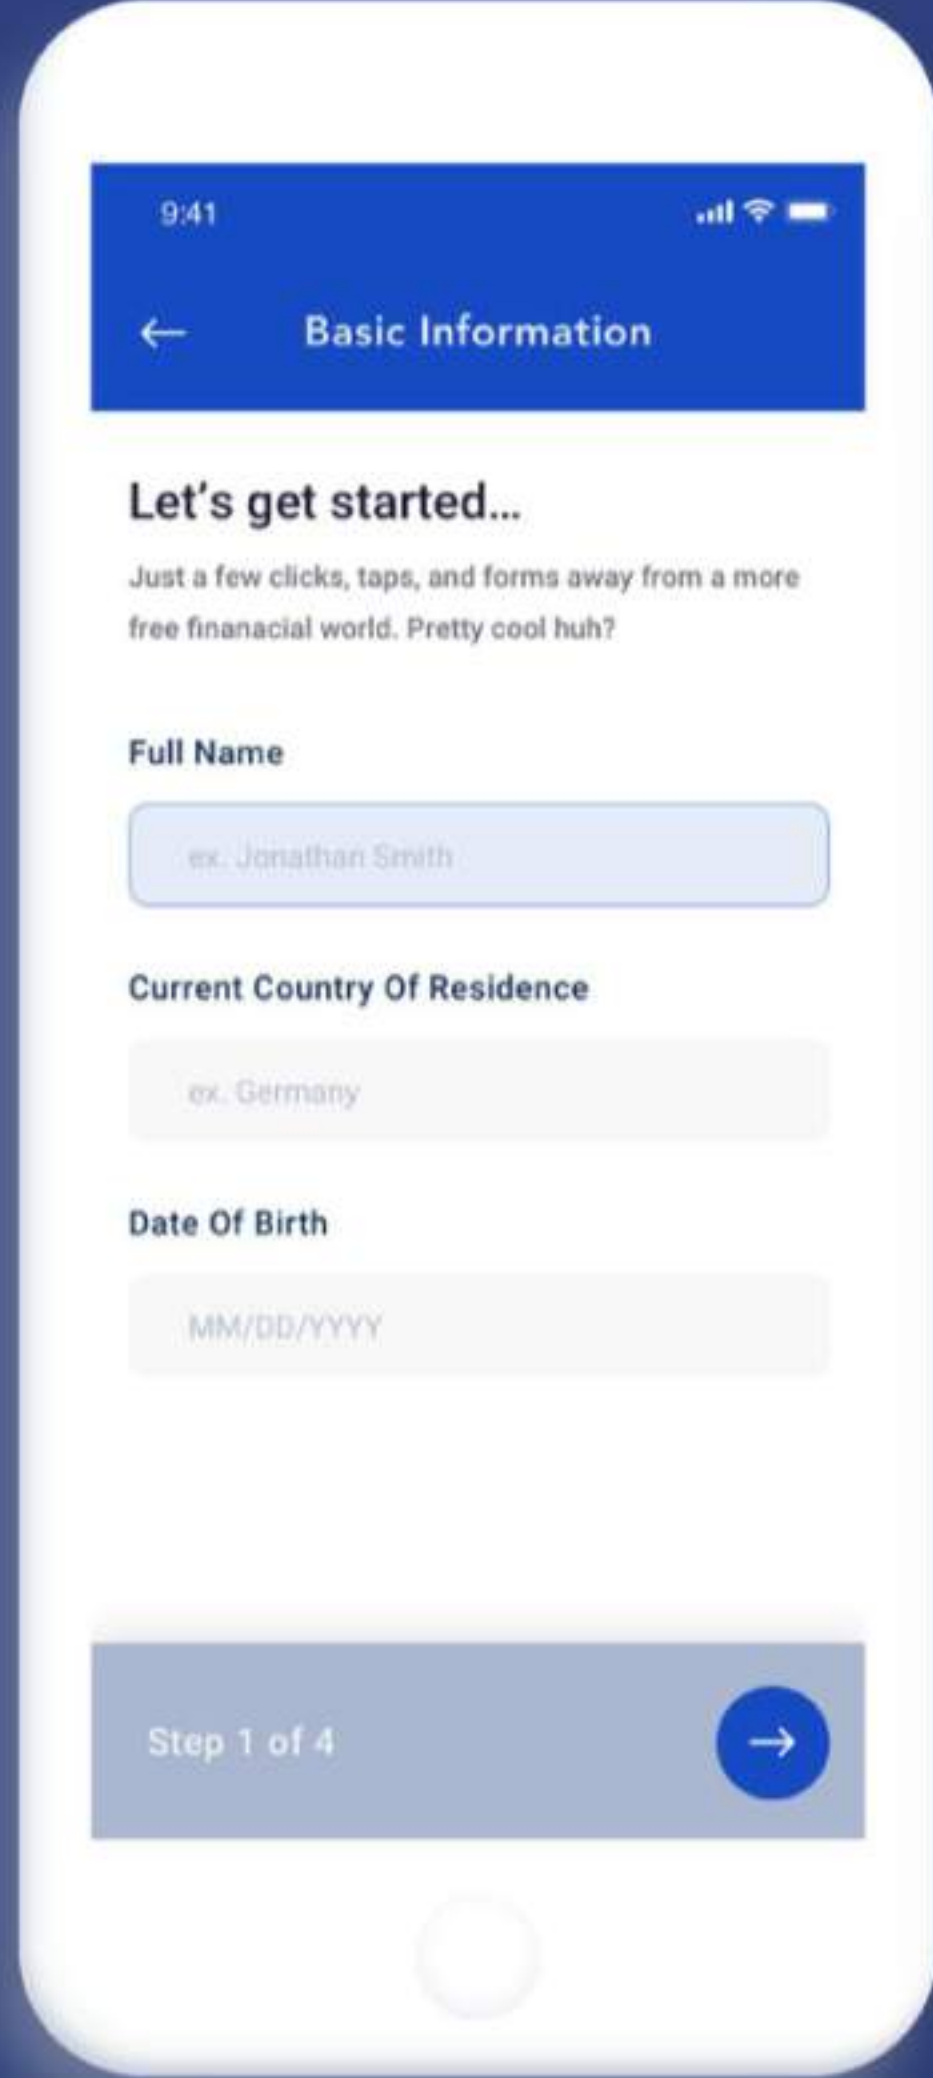 9:41
Basic Information
Let's get started...
Just a few clicks, taps, and forms away from a more
free finanacial world. Pretty cool huh?
Full Name
ex. Jonathan Smith
Current Country Of Residence
ex. Germany
Date Of Birth
MM/DD/YYYY
Step 1 of 4